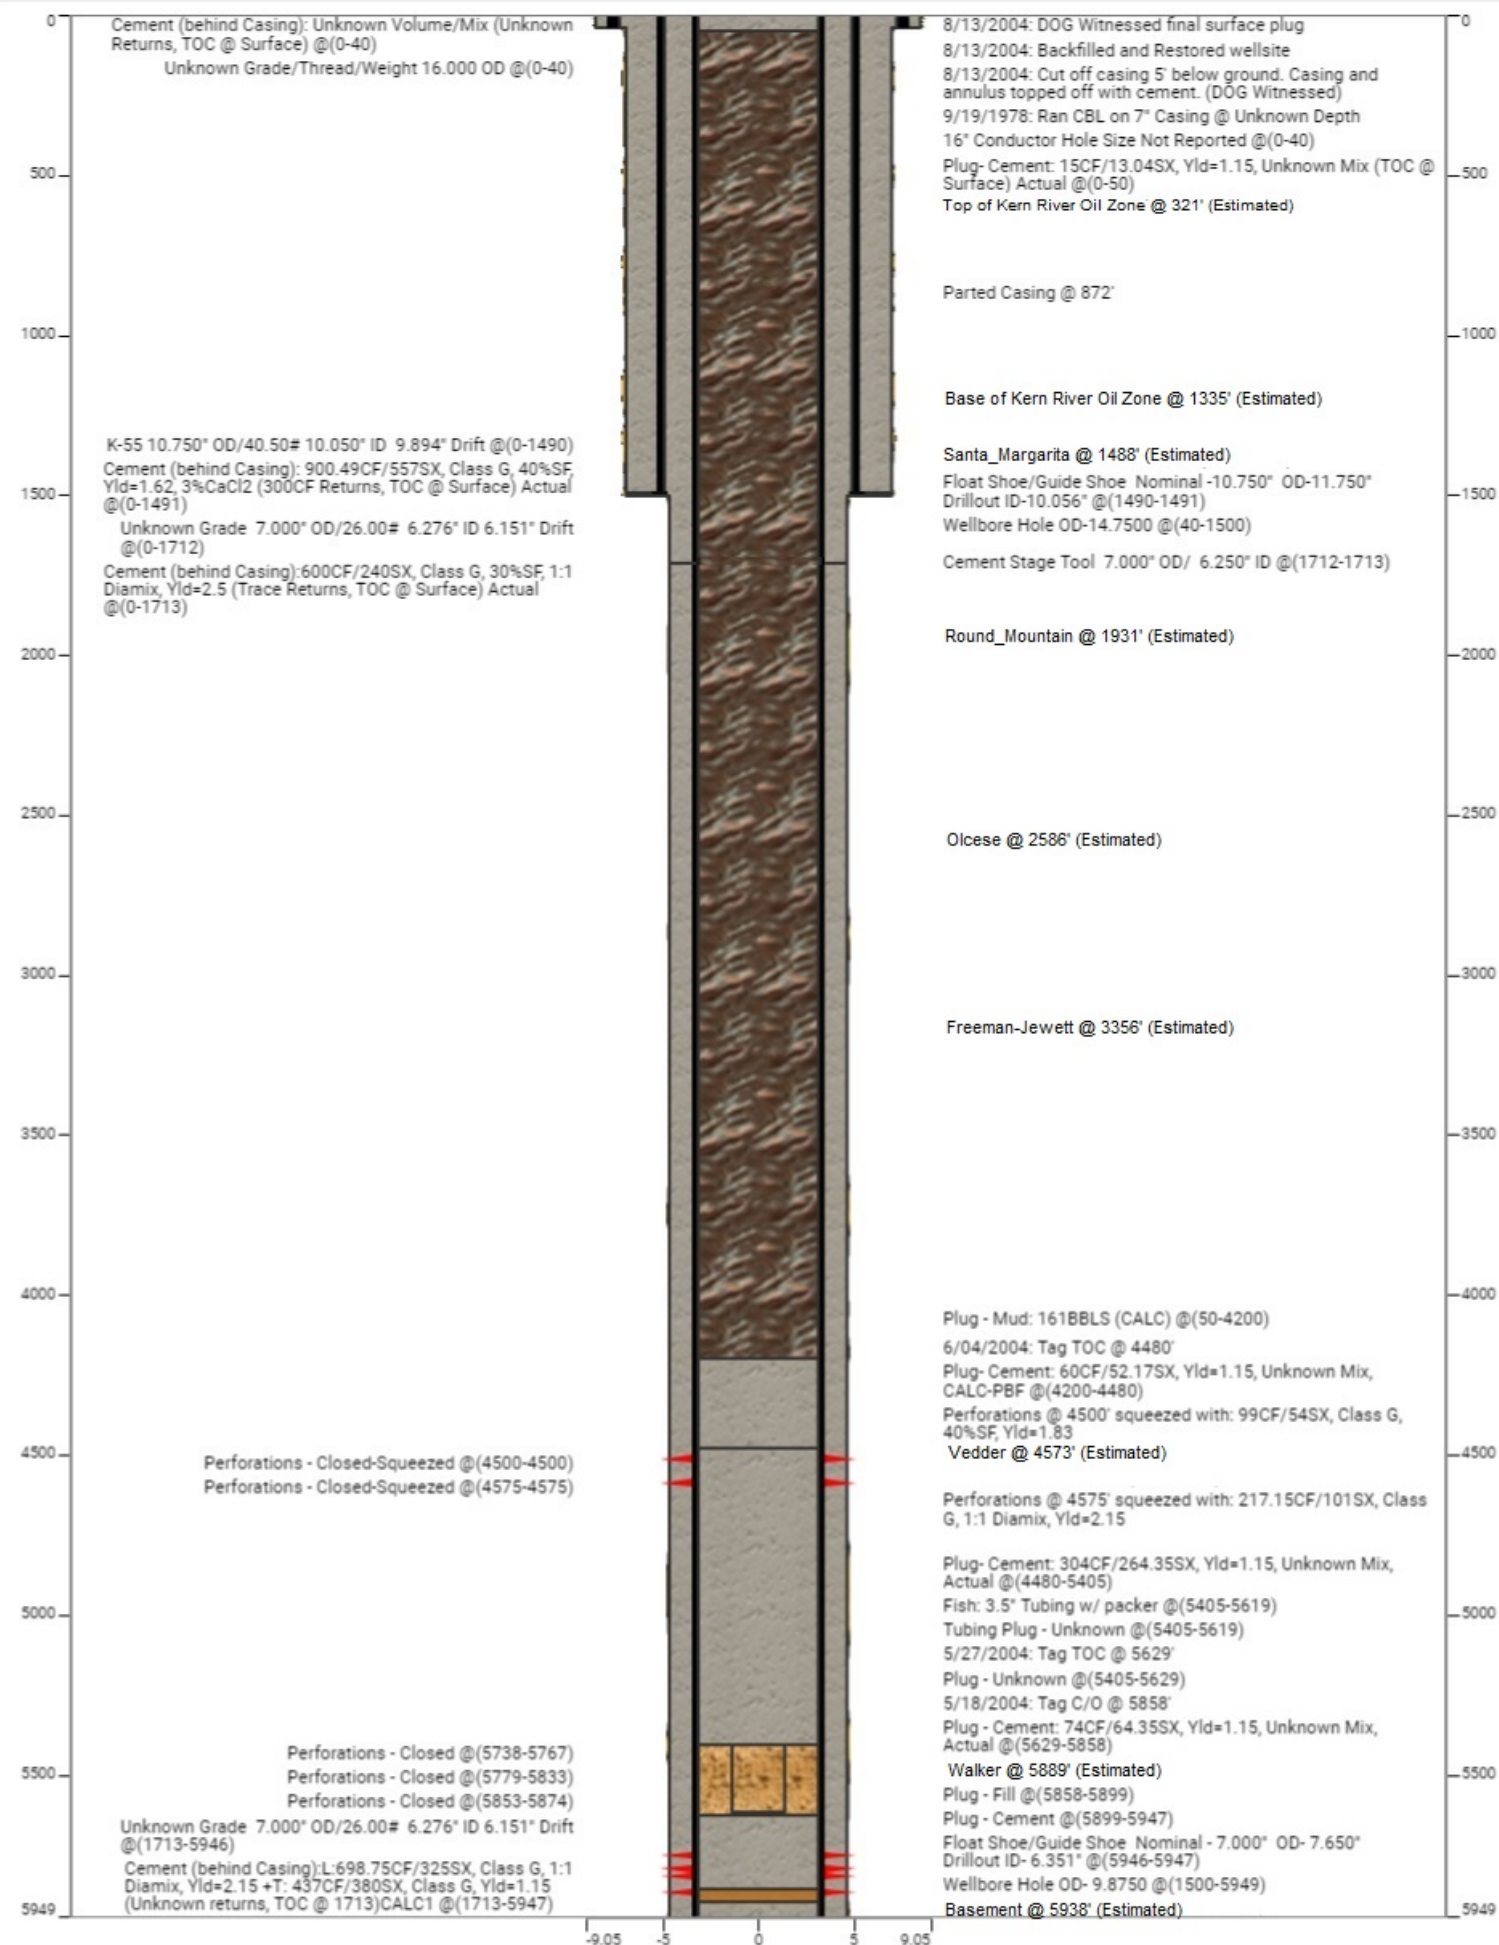 0
500
1000
1500
2000
2500
3000
3500
4000
4500
5000
5500
5949
Cement (behind Casing): Unknown Volume/Mix (Unknown
Returns, TOC @ Surface) @(0-40)
Unknown Grade/Thread/Weight 16.000 OD @(0-40)
K-55 10.750" OD/40.50# 10.050" ID 9.894" Drift @(0-1490)
Cement (behind Casing): 900.49CF/557SX, Class G, 40%SF,
Yld=1.62, 3%CaCl2 (300CF Returns, TOC @ Surface) Actual
@(0-1491)
Unknown Grade 7.000" OD/26.00# 6.276" ID 6.151" Drift
@(0-1712)
Cement (behind Casing):600CF/240SX, Class G, 30%SF, 1:1
Diamix, Yld=2.5 (Trace Returns, TOC @ Surface) Actual
@(0-1713)
Perforations - Closed-Squeezed @(4500-4500)
Perforations - Closed-Squeezed @(4575-4575)
Perforations - Closed @(5738-5767)
Perforations - Closed @(5779-5833)
Perforations - Closed @(5853-5874)
Unknown Grade 7.000" OD/26.00# 6.276" ID 6.151" Drift
@(1713-5946)
Cement (behind Casing):L:698.75CF/325SX, Class G, 1:1
Diamix, Yld=2.15 +T: 437CF/380SX, Class G, Yld=1.15
(Unknown returns, TOC @ 1713)CALC1 @(1713-5947)
-9.05 -5 0 5 9.05
8/13/2004: DOG Witnessed final surface plug
8/13/2004: Backfilled and Restored wellsite
8/13/2004: Cut off casing 5' below ground. Casing and
annulus topped off with cement. (DOG Witnessed)
9/19/1978: Ran CBL on 7" Casing @ Unknown Depth
16" Conductor Hole Size Not Reported @(0-40)
Plug- Cement: 15CF/13.04SX, Yld=1.15, Unknown Mix (TOC @
Surface) Actual @(0-50)
Top of Kern River Oil Zone @ 321' (Estimated)
Parted Casing @ 872'
Base of Kern River Oil Zone @ 1335' (Estimated)
Santa_Margarita @ 1488' (Estimated)
Float Shoe/Guide Shoe Nominal -10.750" OD-11.750"
Drillout ID-10.056" @(1490-1491)
Wellbore Hole OD-14.7500 @(40-1500)
Cement Stage Tool 7.000" OD/ 6.250" ID @(1712-1713)
Round_Mountain @ 1931' (Estimated)
Olcese @ 2586' (Estimated)
Freeman-Jewett @ 3356' (Estimated)
Plug - Mud: 161BBLS (CALC) @(50-4200)
6/04/2004: Tag TOC @ 4480'
Plug- Cement: 60CF/52.17SX, Yld=1.15, Unknown Mix,
CALC-PBF @(4200-4480)
Perforations @ 4500' squeezed with: 99CF/54SX, Class G,
40%SF, Yld=1.83
Vedder @ 4573' (Estimated)
Perforations @ 4575' squeezed with: 217.15CF/101SX, Class
G, 1:1 Diamix, Yld=2.15
Plug- Cement: 304CF/264.35SX, Yld=1.15, Unknown Mix,
Actual @(4480-5405)
Fish: 3.5" Tubing w/ packer @(5405-5619)
Tubing Plug - Unknown @(5405-5619)
5/27/2004: Tag TOC @ 5629'
Plug - Unknown @(5405-5629)
5/18/2004: Tag C/O @ 5858'
Plug - Cement: 74CF/64.35SX, Yld=1.15, Unknown Mix,
Actual @(5629-5858)
Walker @ 5889' (Estimated)
Plug - Fill @(5858-5899)
Plug - Cement @(5899-5947)
Float Shoe/Guide Shoe Nominal - 7.000" OD- 7.650"
Drillout ID- 6.351" @(5946-5947)
Wellbore Hole OD- 9.8750 @(1500-5949)
Basement @ 5938' (Estimated)
0
500
1000
1500
2000
2500
3000
3500
4000
4500
5000
5500
5949